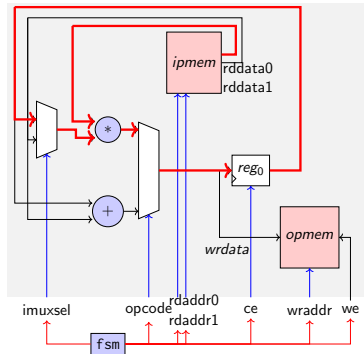 ipmem
rddata0
rddata1
*
reg0
+
opmem
wrdata
imuxsel
opcode
rdaddr0
rdaddr1
ce
wraddr
we
fsm